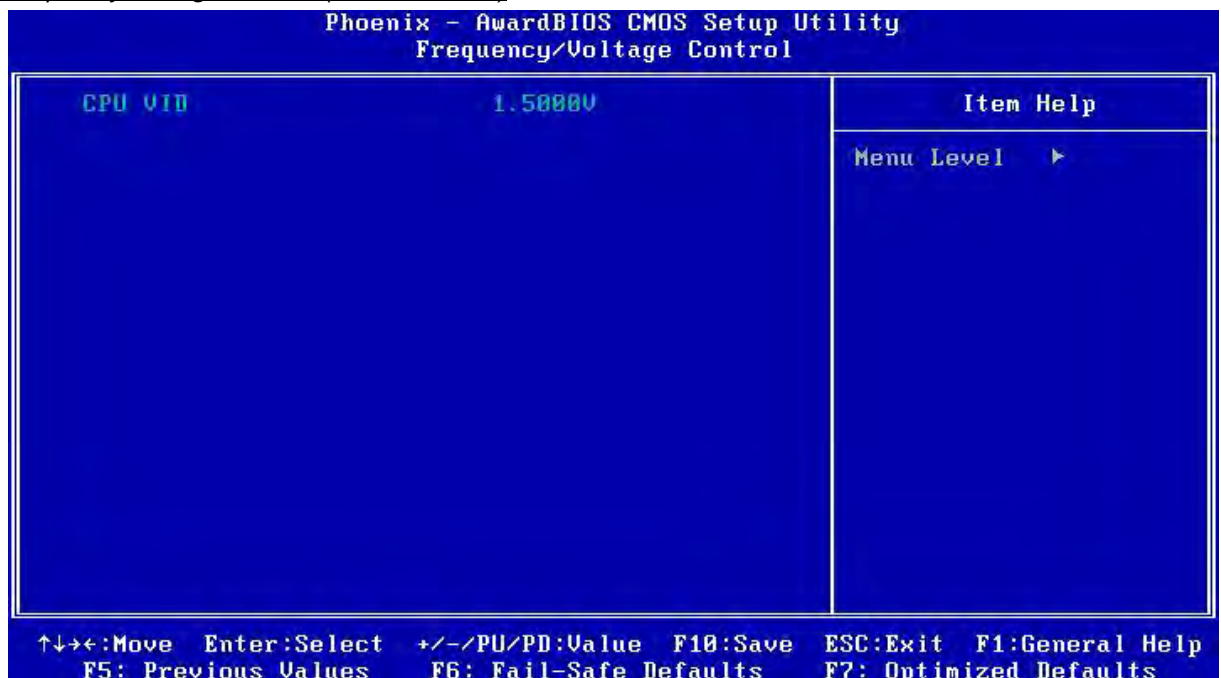 Phoenix - AwardBIOS CMOS Setup Utility
Frequency/Voltage Control
CPU VID 1.5000V
Item Help
Menu Level ►
↑↓→←:Move Enter:Select +/-/PU/PD:Value F10:Save ESC:Exit F1:General Help
F5: Previous Values F6: Fail-Safe Defaults F7: Optimized Defaults